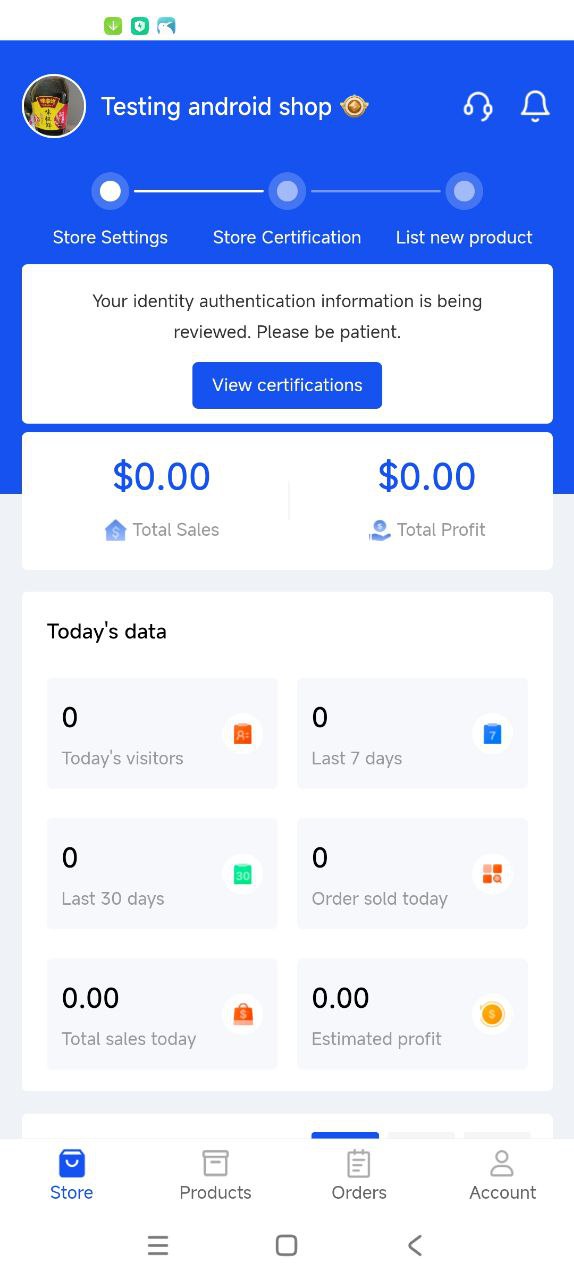 Testing android shop
Store Settings
Store Certification
List new product
Your identity authentication information is being
reviewed. Please be patient.
View certifications
$0.00
$0.00
$
Total Sales
$
Total Profit
Today's data
0
Today's visitors
0
7
Last 7 days
0
30
Last 30 days
0
Order sold today
0.00
$
Total sales today
0.00
$
Estimated profit
Store
Products
Orders
Account